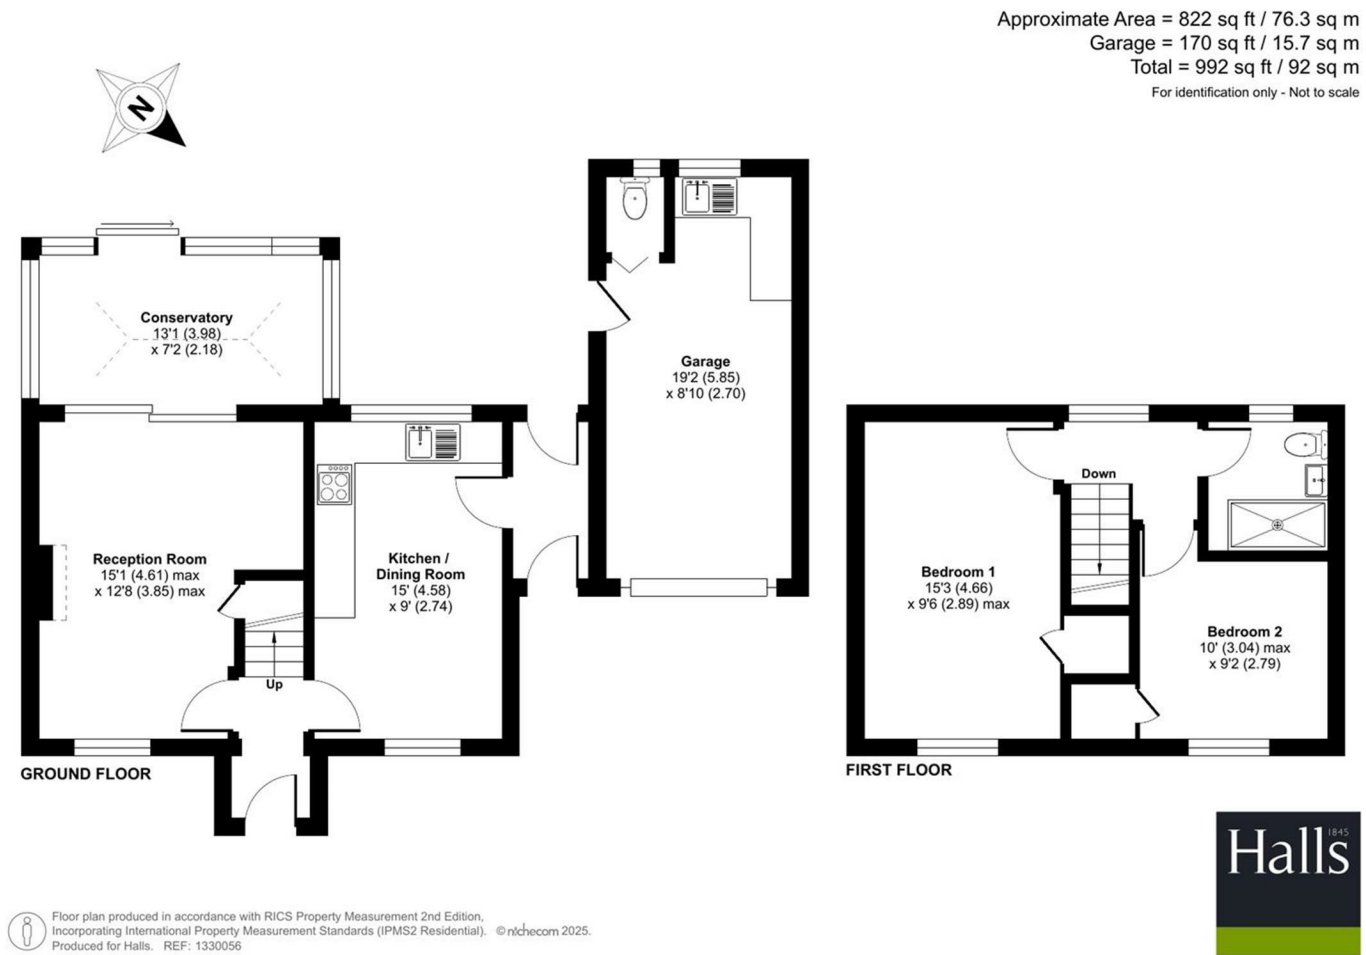 Approximate Area = 822 sq ft / 76.3 sq m
Garage = 170 sq ft / 15.7 sq m
Total = 992 sq ft / 92 sq m
For identification only - Not to scale
N
Conservatory
13'1 (3.98)
x 7'2 (2.18)
Garage
19'2 (5.85)
x 8'10 (2.70)
Reception Room
15'1 (4.61) max
x 12'8 (3.85) max
Kitchen /
Dining Room
15' (4.58)
x 9' (2.74)
Up
GROUND FLOOR
Down
Bedroom 1
15'3 (4.66)
x 9'6 (2.89) max
Bedroom 2
10' (3.04) max
x 9'2 (2.79)
FIRST FLOOR
Halls
1845
Floor plan produced in accordance with RICS Property Measurement 2nd Edition,
Incorporating International Property Measurement Standards (IPMS2 Residential). © nichecom 2025.
Produced for Halls. REF: 1330056